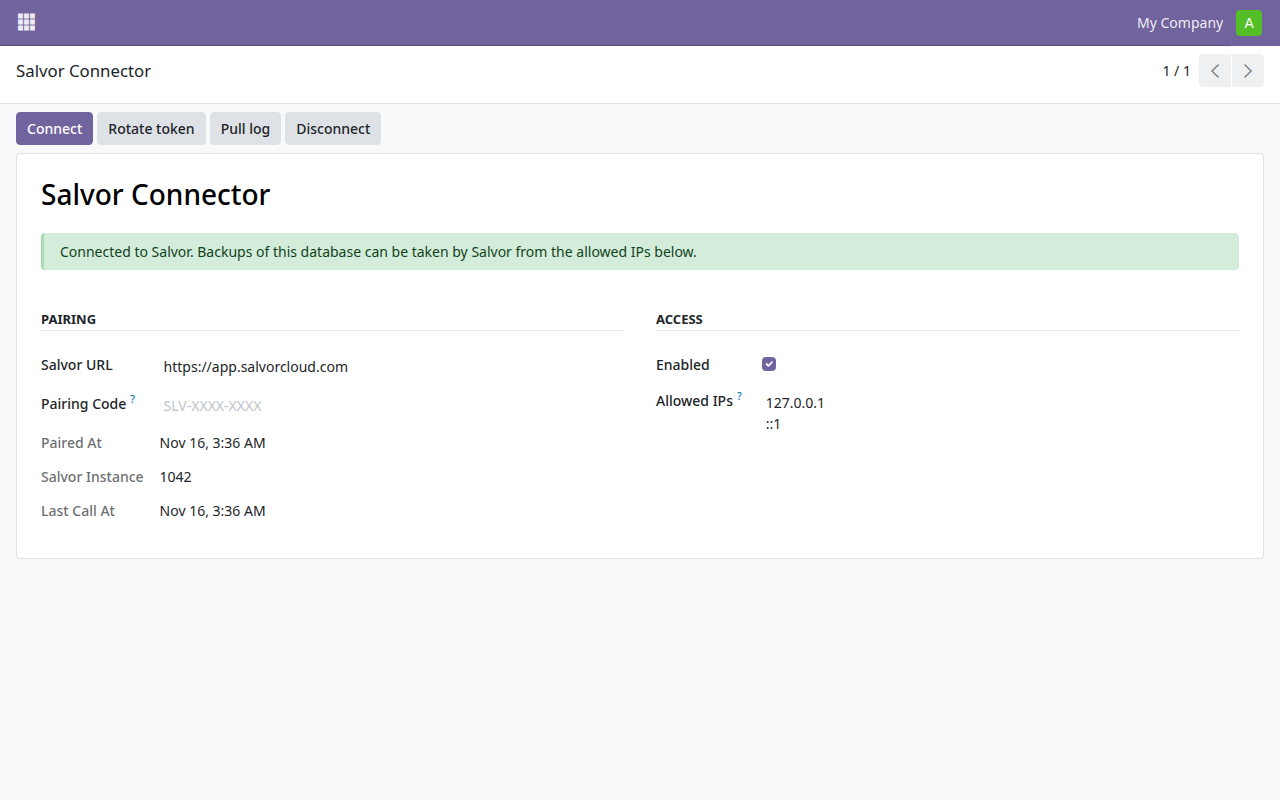 My Company
A
Salvor Connector
1 / 1
Connect
Rotate token
Pull log
Disconnect
Salvor Connector
Connected to Salvor. Backups of this database can be taken by Salvor from the allowed IPs below.
PAIRING
Salvor URL
https://app.salvorcloud.com
Pairing Code ?
SLV-XXXX-XXXX
Paired At
Nov 16, 3:36 AM
Salvor Instance
1042
Last Call At
Nov 16, 3:36 AM
ACCESS
Enabled
Allowed IPs ?
127.0.0.1
::1